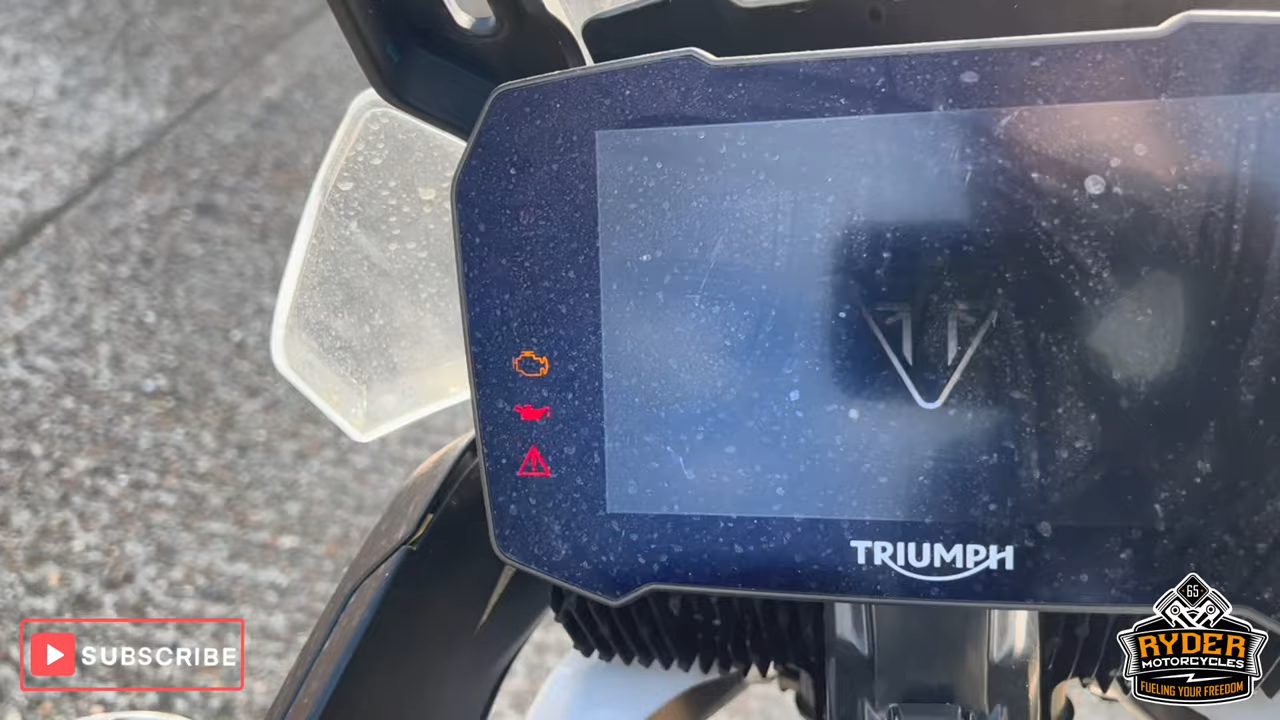 TRIUMPH
SUBSCRIBE
65
RYDER
MOTORCYCLES
FUELING YOUR FREEDOM